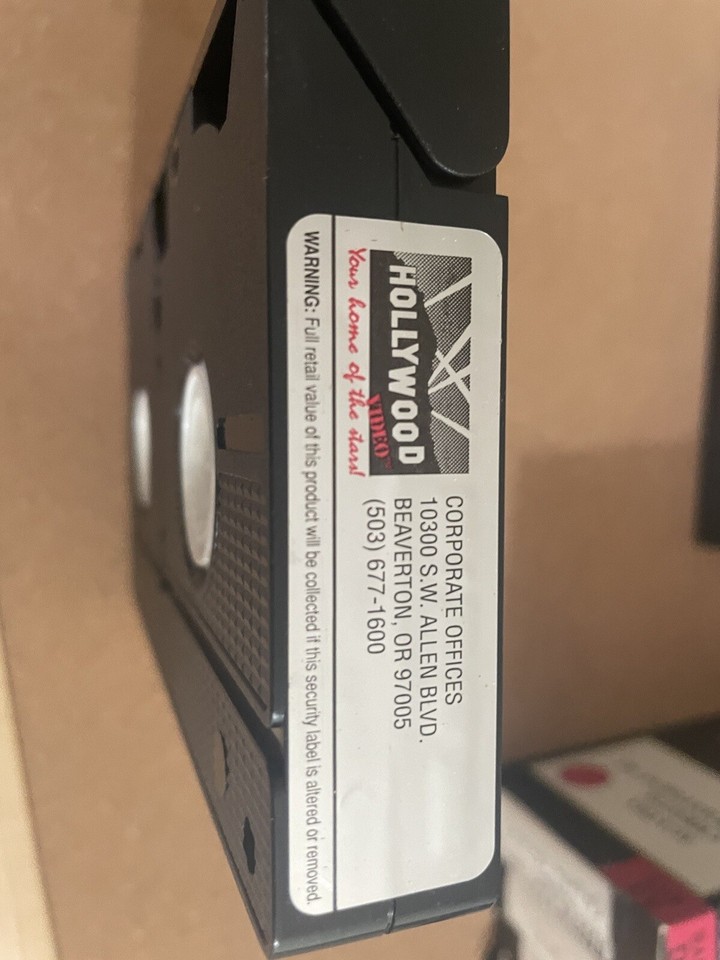 HOLLYWOOD
VIDEO™
Your home of the stars!
CORPORATE OFFICES
10300 S.W. ALLEN BLVD.
BEAVERTON, OR 97005
(503) 677-1600
WARNING: Full retail value of this product will be collected if this security label is altered or removed.